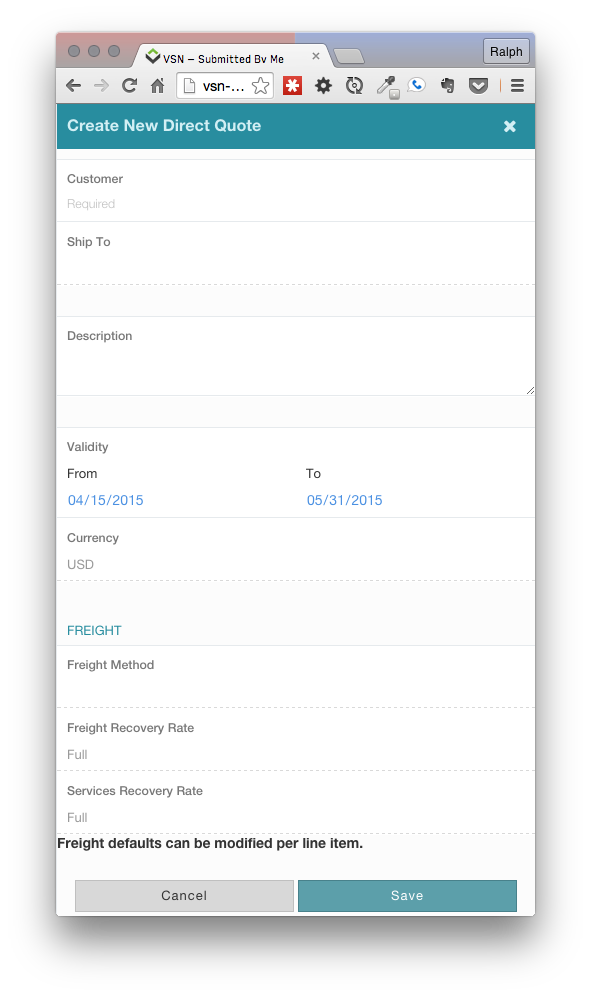 VSN – Submitted By Me
Ralph
vsn-...
Create New Direct Quote
Customer
Required
Ship To
Description
Validity
From To
04/15/2015 05/31/2015
Currency
USD
FREIGHT
Freight Method
Freight Recovery Rate
Full
Services Recovery Rate
Full
Freight defaults can be modified per line item.
Cancel Save